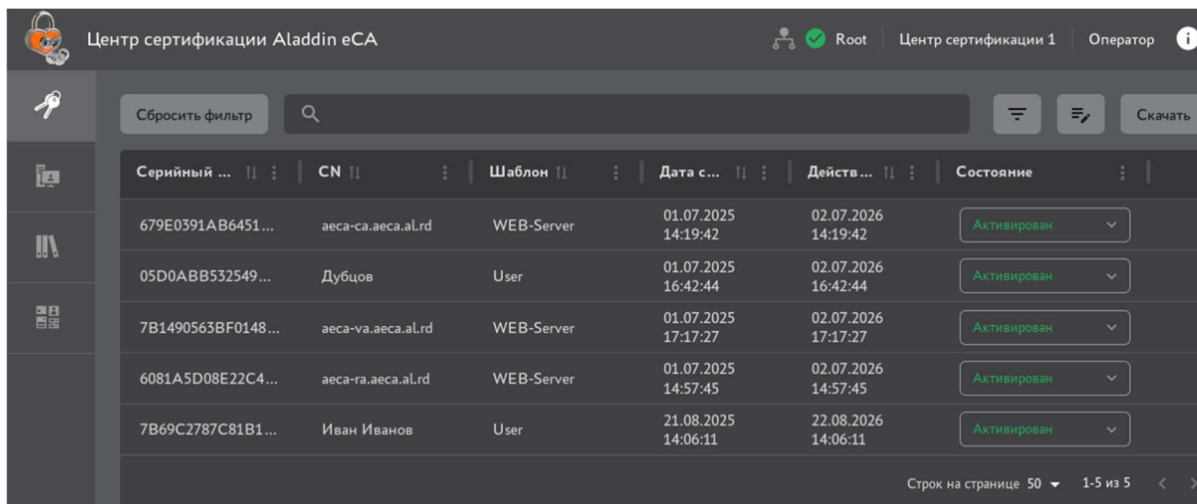 Центр сертификации Aladdin eCA
Root Центр сертификации 1 Оператор i
Сбросить фильтр Скачать
Серийный ... CN Шаблон Дата с... Действ... Состояние
679E0391AB6451... aeca-ca.aeca.al.rd WEB-Server 01.07.2025 14:19:42 02.07.2026 14:19:42 Активирован
05D0ABB532549... Дубцов User 01.07.2025 16:42:44 02.07.2026 16:42:44 Активирован
7B1490563BF0148... aeca-va.aeca.al.rd WEB-Server 01.07.2025 17:17:27 02.07.2026 17:17:27 Активирован
6081A5D08E22C4... aeca-ra.aeca.al.rd WEB-Server 01.07.2025 14:57:45 02.07.2026 14:57:45 Активирован
7B69C2787C81B1... Иван Иванов User 21.08.2025 14:06:11 22.08.2026 14:06:11 Активирован
Строк на странице 50 1-5 из 5